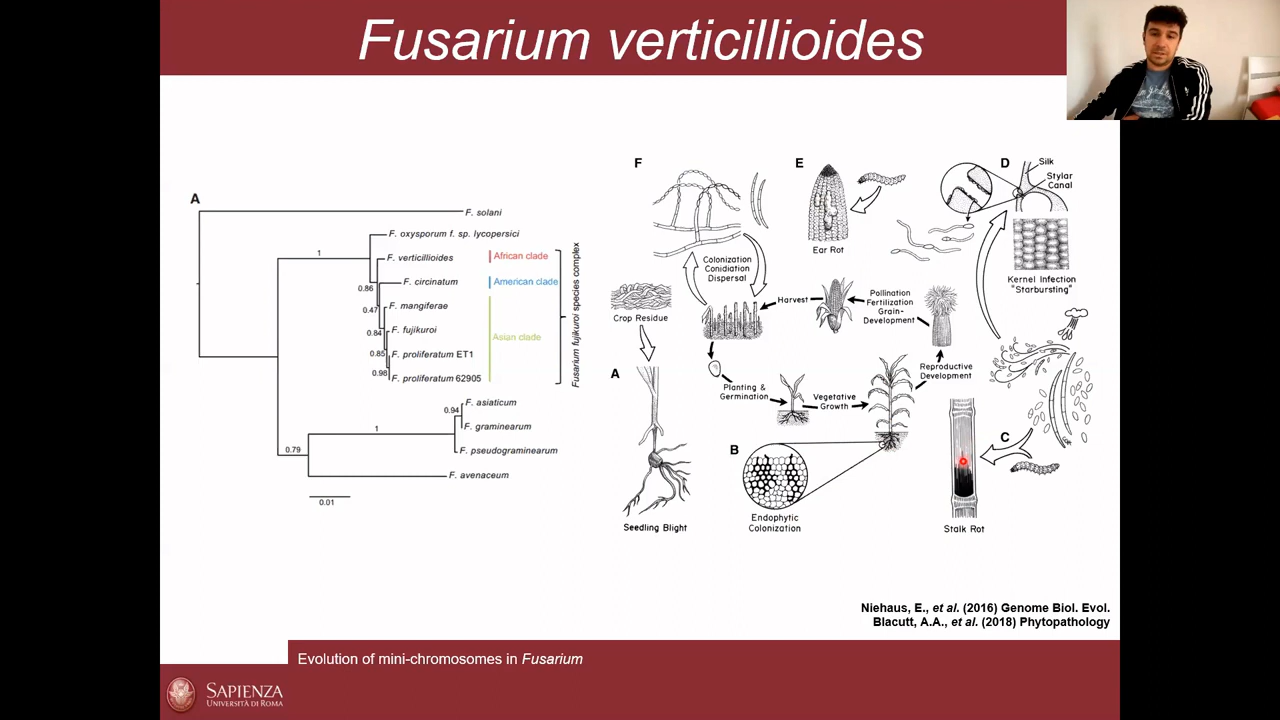 Fusarium verticillioides
A
F. solani
F. oxysporum f. sp. lycopersici
1
F. verticillioides
African clade
0.86
F. circinatum
American clade
0.47
F. mangiferae
0.84
F. fujikuroi
Asian clade
0.85
F. proliferatum ET1
0.98
F. proliferatum 62905
Fusarium fujikuroi species complex
0.94
F. asiaticum
1
F. graminearum
F. pseudograminearum
0.79
F. avenaceum
0.01
F
Colonization
Conidiation
Dispersal
Crop Residue
A
Seedling Blight
E
Ear Rot
Harvest
Pollination
Fertilization
Grain-
Development
Planting &
Germination
Vegetative
Growth
Reproductive
Development
B
Endophytic
Colonization
D
Silk
Stylar
Canal
Kernel Infection
"Starbursting"
C
Stalk Rot
Niehaus, E., et al. (2016) Genome Biol. Evol.
Blacutt, A.A., et al. (2018) Phytopathology
Evolution of mini-chromosomes in Fusarium
SAPIENZA
UNIVERSITÀ DI ROMA